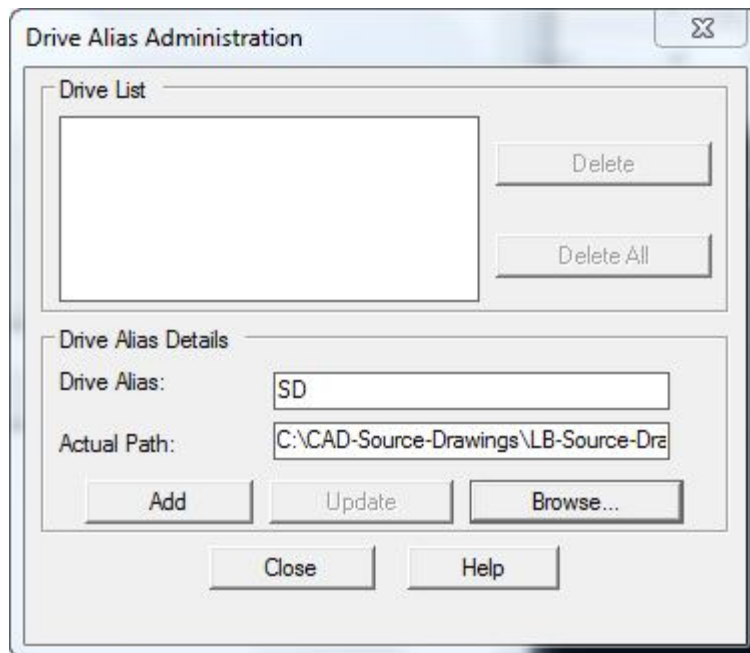 Drive Alias Administration
Drive List
Delete
Delete All
Drive Alias Details
Drive Alias:
SD
Actual Path:
C:\CAD-Source-Drawings\LB-Source-Dra
Add
Update
Browse...
Close
Help